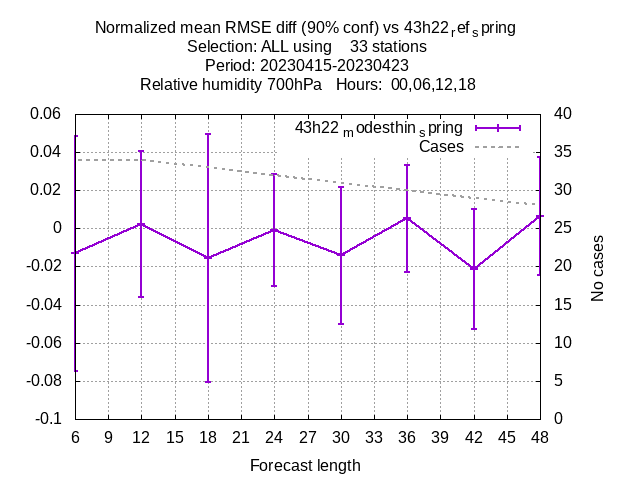 Normalized mean RMSE diff (90% conf) vs 43h22refspring
Selection: ALL using    33 stations
Period: 20230415-20230423
Relative humidity 700hPa   Hours:  00,06,12,18
43h22modesthinspring
Cases
0.06
0.04
0.02
0
-0.02
-0.04
-0.06
-0.08
-0.1
40
35
30
25
20
15
10
5
0
No cases
6 9 12 15 18 21 24 27 30 33 36 39 42 45 48
Forecast length